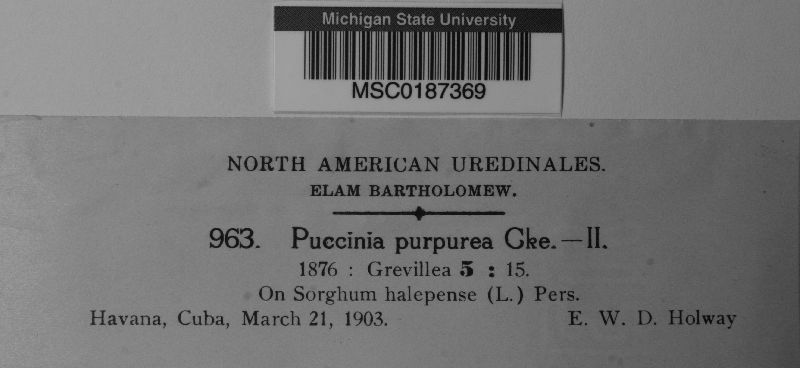 Michigan State University
MSC0187369
NORTH AMERICAN UREDINALES.
ELAM BARTHOLOMEW.
963. Puccinia purpurea Cke.—II.
1876 : Grevillea 5 : 15.
On Sorghum halepense (L.) Pers.
Havana, Cuba, March 21, 1903. E. W. D. Holway